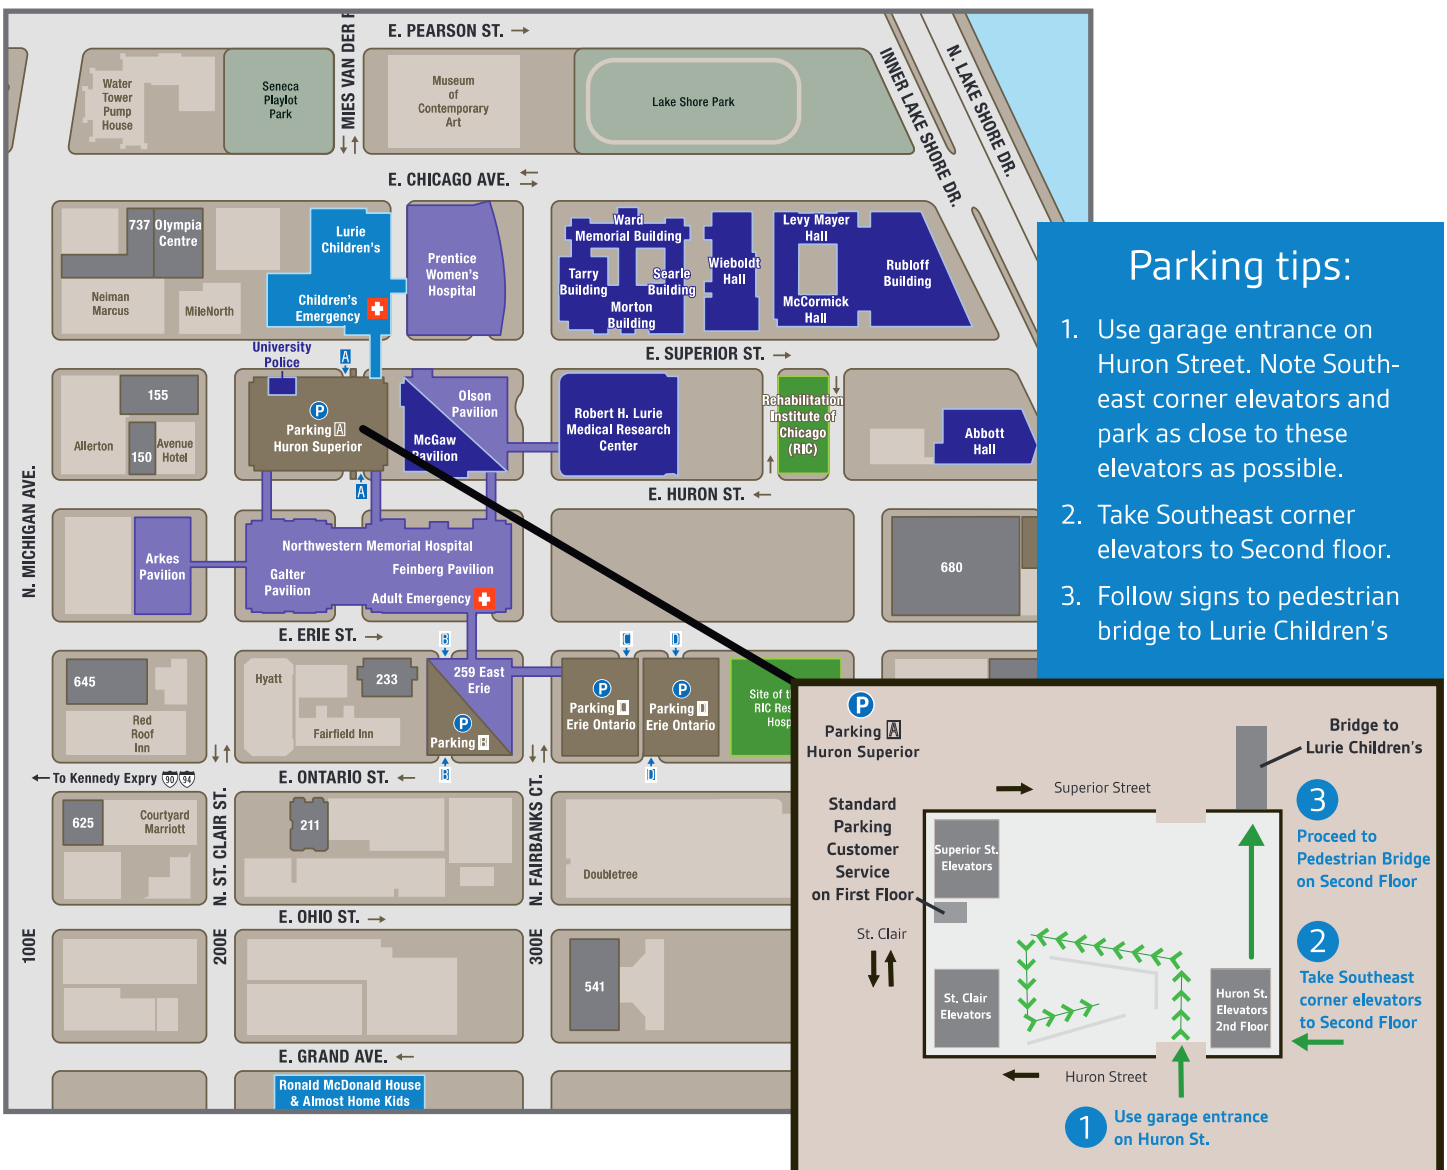 E. PEARSON ST.
MIES VAN DER
Water
Tower
Pump
House
Seneca
Playlot
Park
Museum
of
Contemporary
Art
Lake Shore Park
INNER LAKE SHORE DR.
N. LAKE SHORE DR.
E. CHICAGO AVE.
737
Olympia
Centre
Neiman
Marcus
MileNorth
Lurie
Children's
Children's
Emergency
Prentice
Women's
Hospital
Ward
Memorial Building
Tarry
Building
Searle
Building
Morton
Building
Wieboldt
Hall
Levy Mayer
Hall
McCormick
Hall
Rubloff
Building
University
Police
A
E. SUPERIOR ST.
155
Allerton
150
Avenue
Hotel
P
Parking A
Huron Superior
A
Olson
Pavilion
McGaw
Pavilion
Robert H. Lurie
Medical Research
Center
Rehabilitation
Institute of
Chicago
(RIC)
Abbott
Hall
E. HURON ST.
N. MICHIGAN AVE.
Arkes
Pavilion
Northwestern Memorial Hospital
Galter
Pavilion
Feinberg Pavilion
Adult Emergency
680
E. ERIE ST.
B
C
D
645
Red
Roof
Inn
Hyatt
233
Fairfield Inn
259 East
Erie
P
Parking B
P
Parking
Erie Ontario
P
Parking D
Erie Ontario
Site of
RIC
B
D
To Kennedy Expry 90 94
E. ONTARIO ST.
N. ST. CLAIR ST.
N. FAIRBANKS CT.
625
Courtyard
Marriott
211
Doubletree
E. OHIO ST.
100E
200E
300E
541
E. GRAND AVE.
Ronald McDonald House
& Almost Home Kids
Parking tips:
1. Use garage entrance on
Huron Street. Note South-
east corner elevators and
park as close to these
elevators as possible.
2. Take Southeast corner
elevators to Second floor.
3. Follow signs to pedestrian
bridge to Lurie Children's
P
Parking A
Huron Superior
Bridge to
Lurie Children's
Superior Street
Standard
Parking
Customer
Service
on First Floor
Superior St.
Elevators
3
Proceed to
Pedestrian Bridge
on Second Floor
St. Clair
St. Clair
Elevators
Huron St.
Elevators
2nd Floor
2
Take Southeast
corner elevators
to Second Floor
Huron Street
1
Use garage entrance
on Huron St.